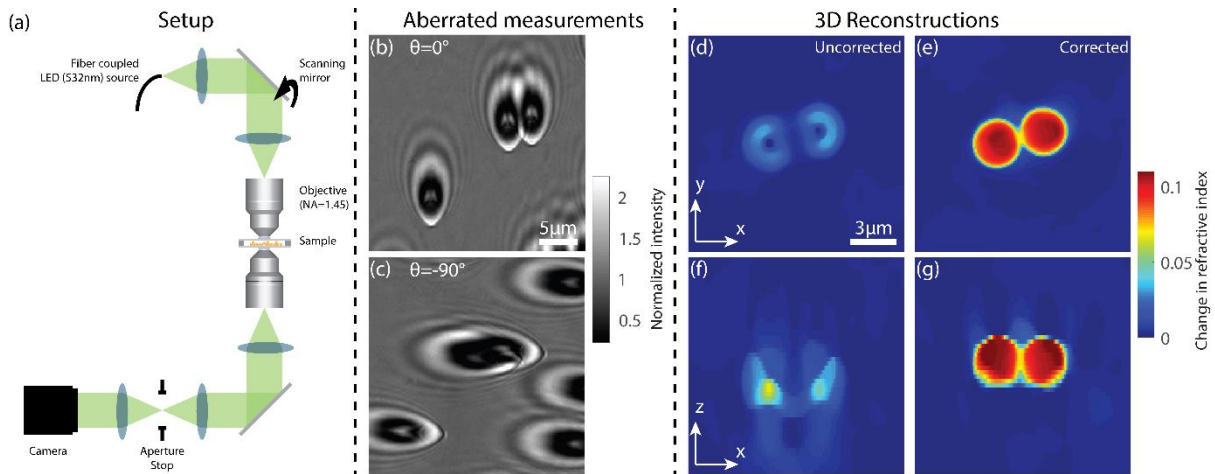 Setup
Aberrated measurements
3D Reconstructions
(a)
Fiber coupled
LED (532nm) source
Scanning
mirror
Objective
(NA~1.45)
Sample
Camera
Aperture
Stop
(b) θ=0°
5μm
(c) θ=-90°
2
1.5
1
0.5
Normalized intensity
(d) Uncorrected
y
x
3μm
(e) Corrected
(f)
z
x
(g)
0.1
0.05
0
Change in refractive index